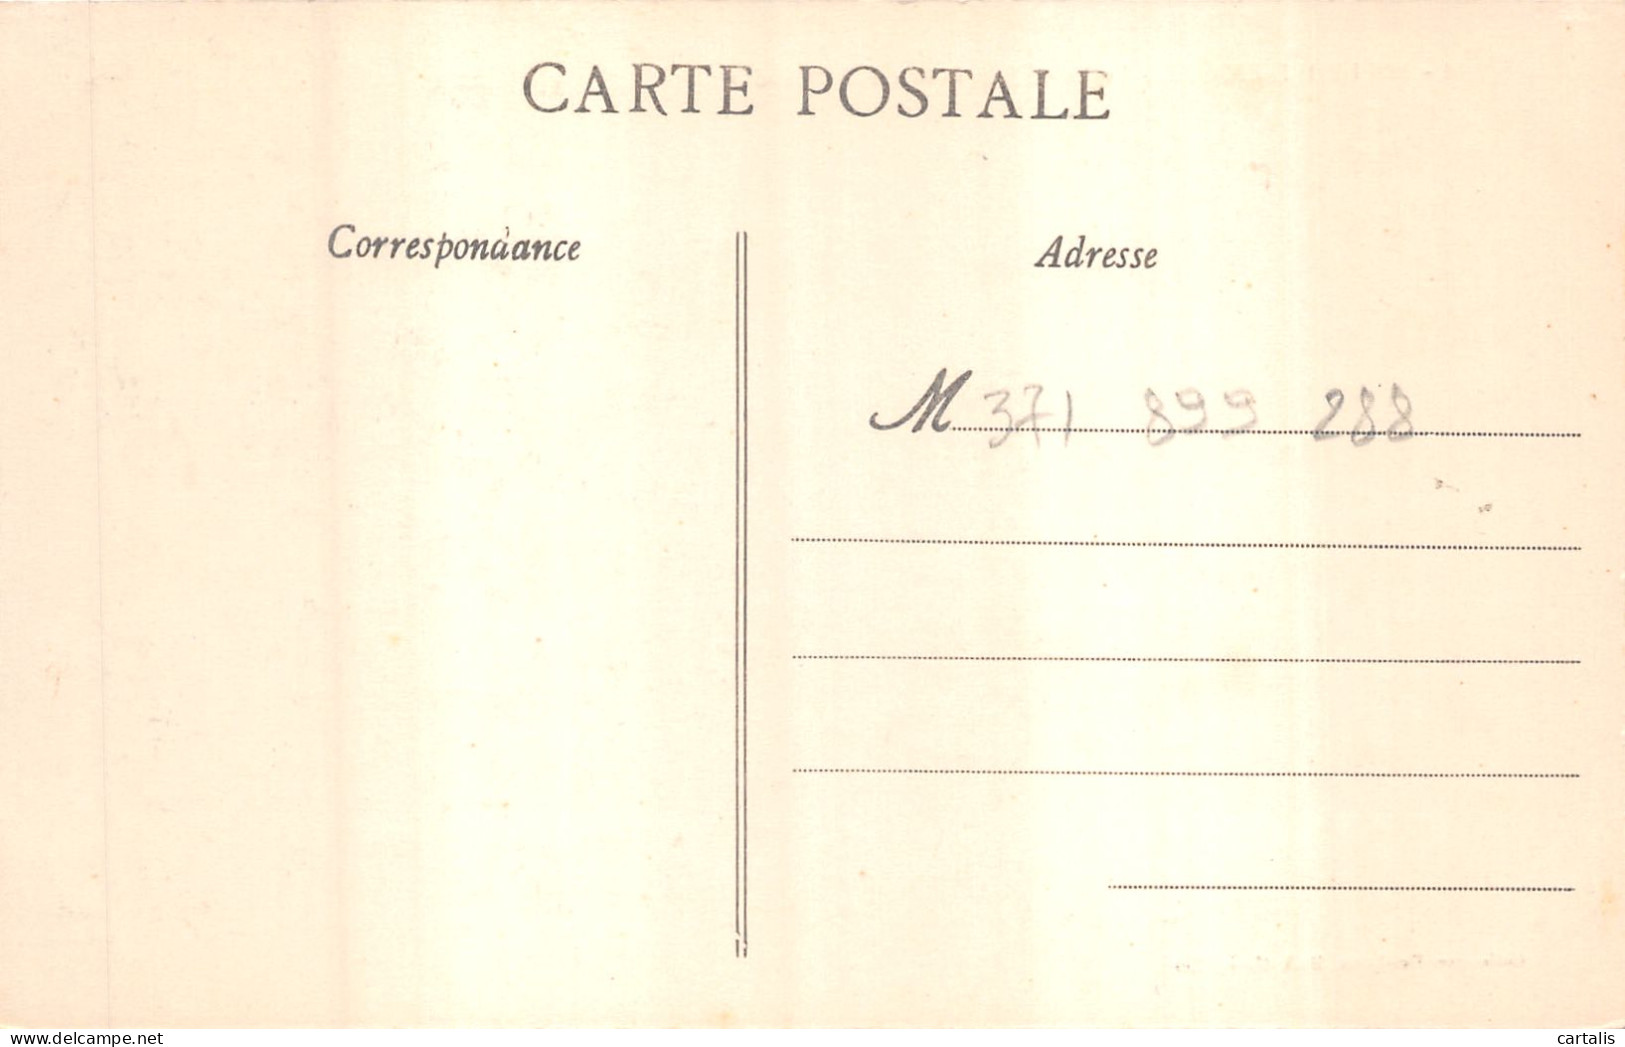 CARTE POSTALE
Correspondance
Adresse
M 371 899 288
www.delcampe.net
cartalis